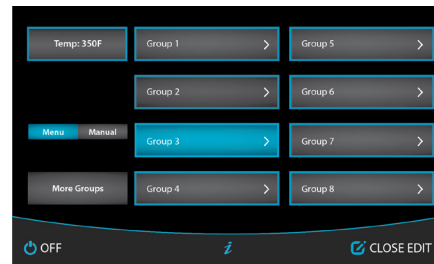 Temp: 350F
Group 1
Group 5
Group 2
Group 6
Menu
Manual
Group 3
Group 7
More Groups
Group 4
Group 8
OFF
i
CLOSE EDIT